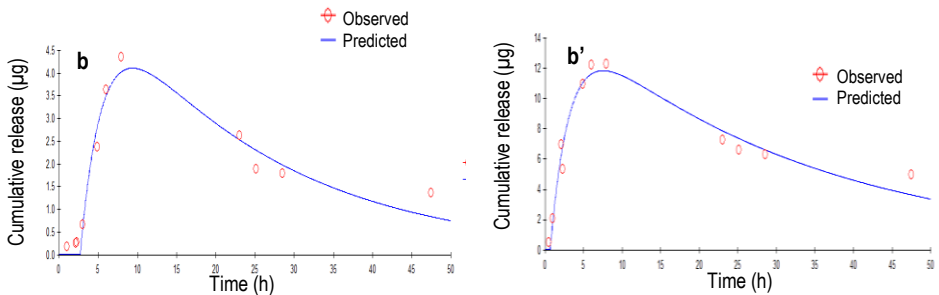 Observed
Predicted
b
Cumulative release (µg)
4.5
4.0
3.5
3.0
2.5
2.0
1.5
1.0
0.5
0.0
0 5 10 15 20 25 30 35 40 45 50
Time (h)
b’
Observed
Predicted
Cumulative release (µg)
14
12
10
8
6
4
2
0
0 5 10 15 20 25 30 35 40 45 50
Time (h)